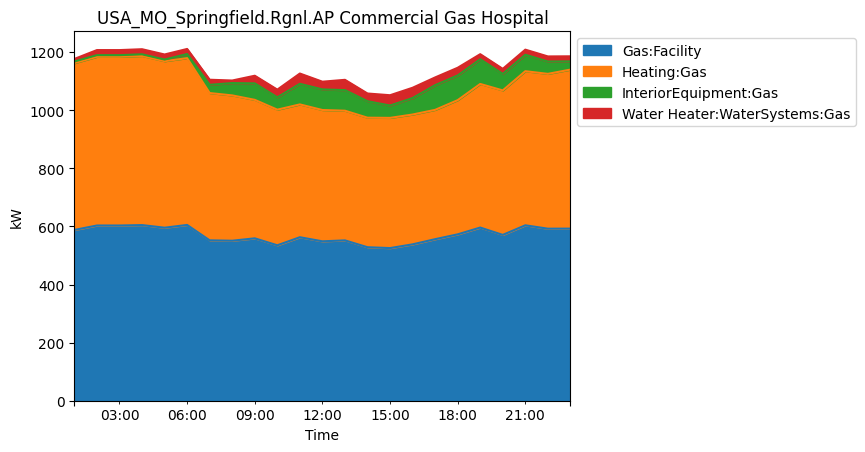 USA_MO_Springfield.Rgnl.AP Commercial Gas Hospital
Gas:Facility
Heating:Gas
InteriorEquipment:Gas
Water Heater:WaterSystems:Gas
kW
1200
1000
800
600
400
200
0
03:00 06:00 09:00 12:00 15:00 18:00 21:00
Time